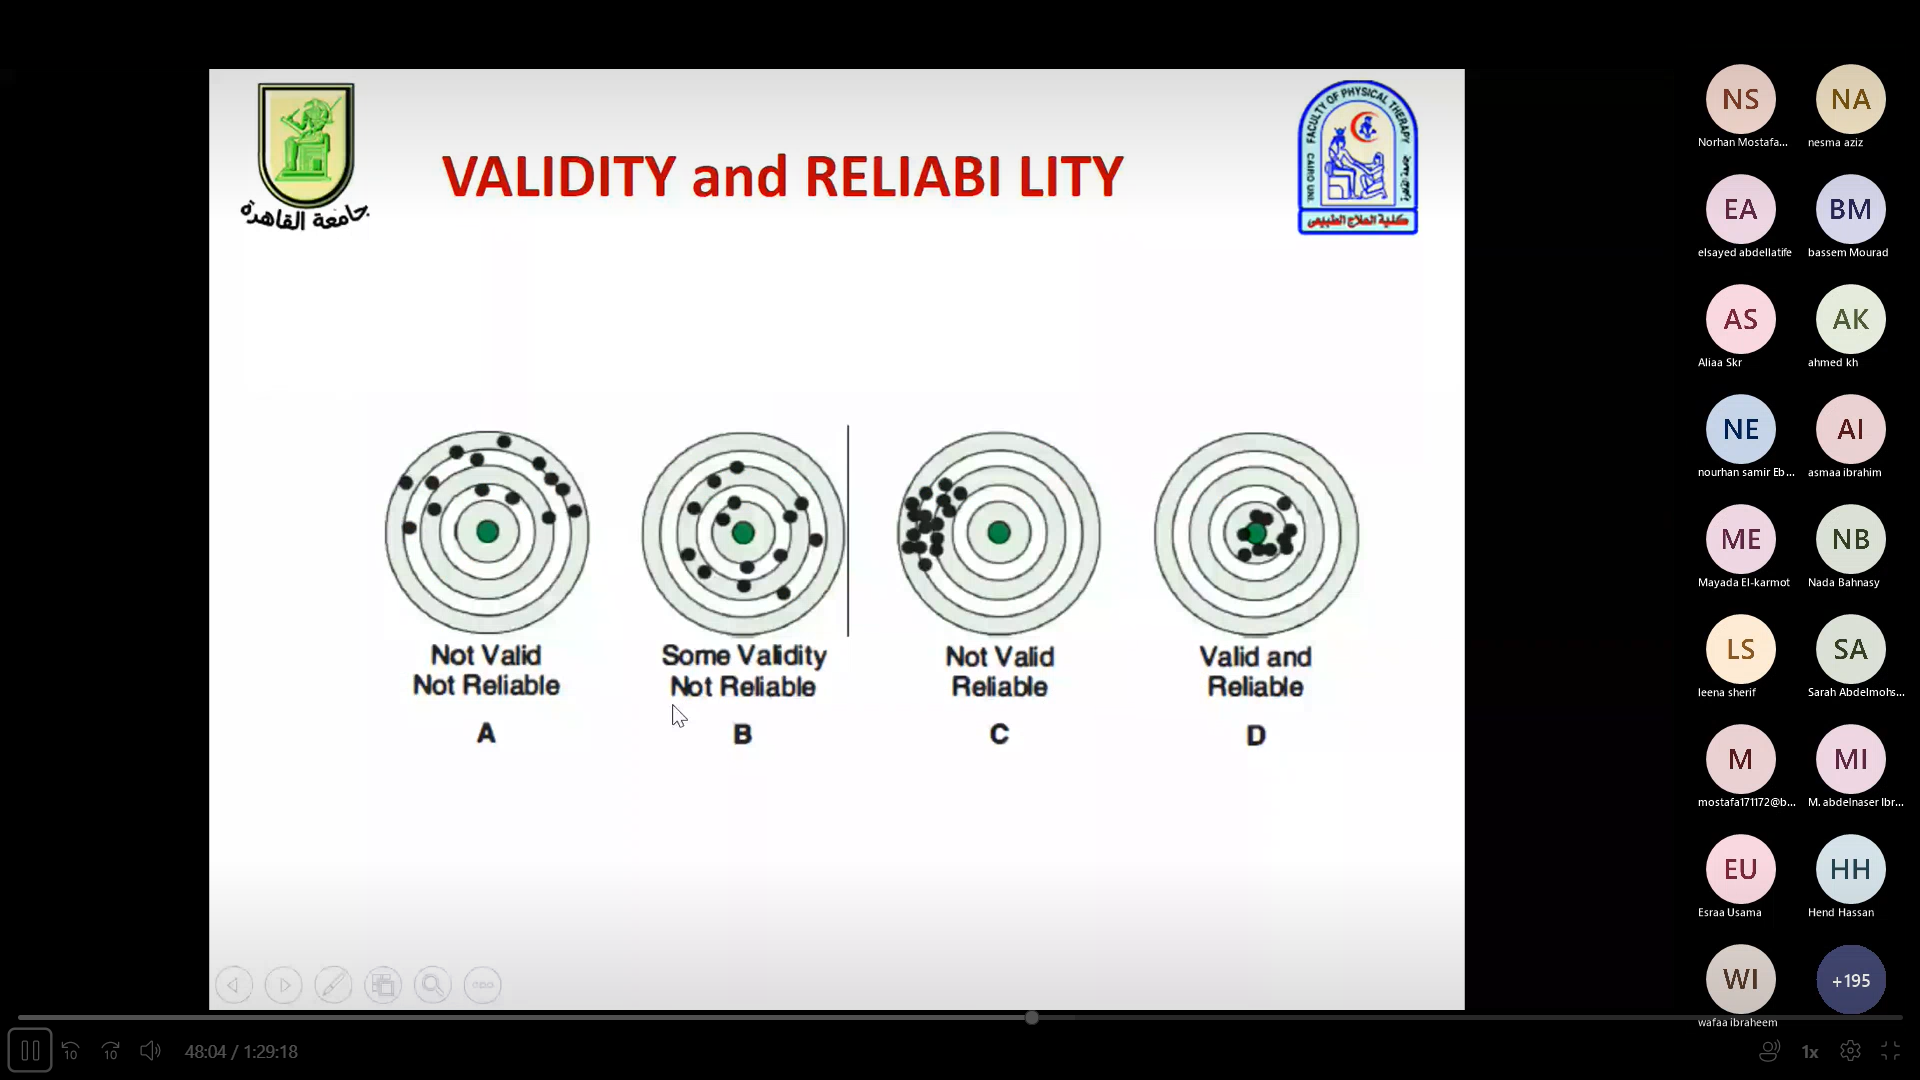 جامعة القاهرة
VALIDITY and RELIABI LITY
FACULTY OF PHYSICAL THERAPY
CAIRO UNI.
كلية العلاج الطبيعى
Not Valid
Not Reliable
A
Some Validity
Not Reliable
B
Not Valid
Reliable
C
Valid and
Reliable
D
NS
Norhan Mostafa...
NA
nesma aziz
EA
elsayed abdellatife
BM
bassem Mourad
AS
Aliaa Skr
AK
ahmed kh
NE
nourhan samir Eb...
AI
asmaa ibrahim
ME
Mayada El-karmot
NB
Nada Bahnasy
LS
leena sherif
SA
Sarah Abdelmohs...
M
mostafa171172@b...
MI
M. abdelnaser Ibr...
EU
Esraa Usama
HH
Hend Hassan
WI
wafaa ibraheem
+195
10
10
48:04 / 1:29:18
1x